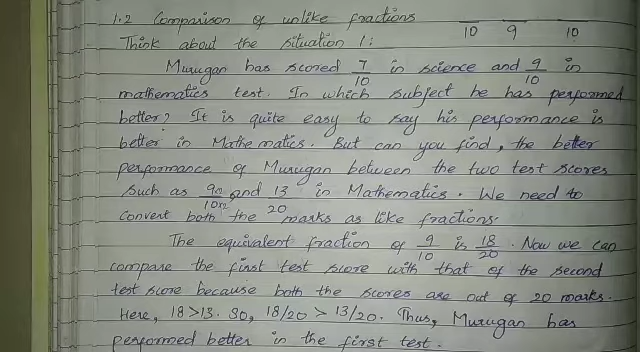 10 9 10
1.2 Comparison of unlike fractions
Think about the situation 1:
Murugan has scored 7/10 in science and 9/10 in
mathematics test. In which subject he has performed
better? It is quite easy to say his performance is
better in Mathematics. But can you find, the better
performance of Murugan between the two test scores
such as 9/10 and 13/20 in Mathematics. We need to
convert both the marks as like fractions.
The equivalent fraction of 9/10 is 18/20. Now we can
compare the first test score with that of the second
test score because both the scores are out of 20 marks.
Here, 18>13. SO, 18/20 > 13/20. Thus, Murugan has
performed better in the first test.